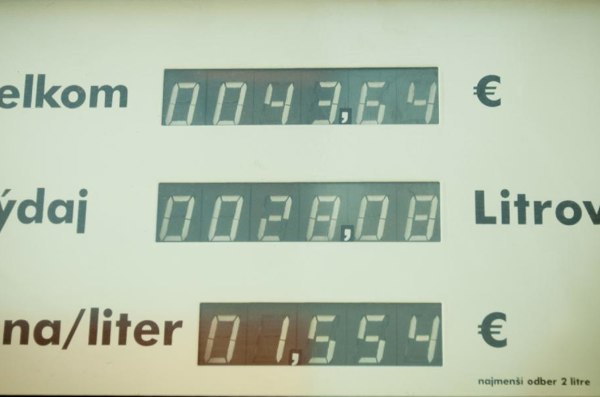 elkom 0043,64 €
ýdaj 0028,08 Litrov
na/liter 01,554 €
najmenší odber 2 litre